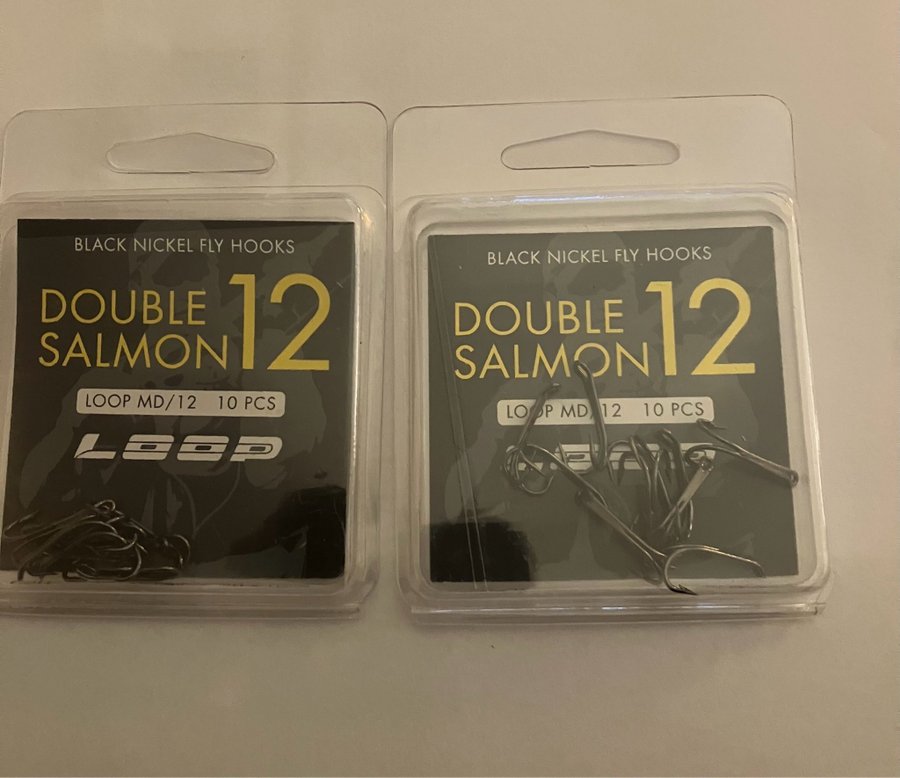 BLACK NICKEL FLY HOOKS
DOUBLE
SALMON 12
LOOP MD/12 10 PCS
LOOP
BLACK NICKEL FLY HOOKS
DOUBLE
SALMON 12
LOOP MD/12 10 PCS
LOOP